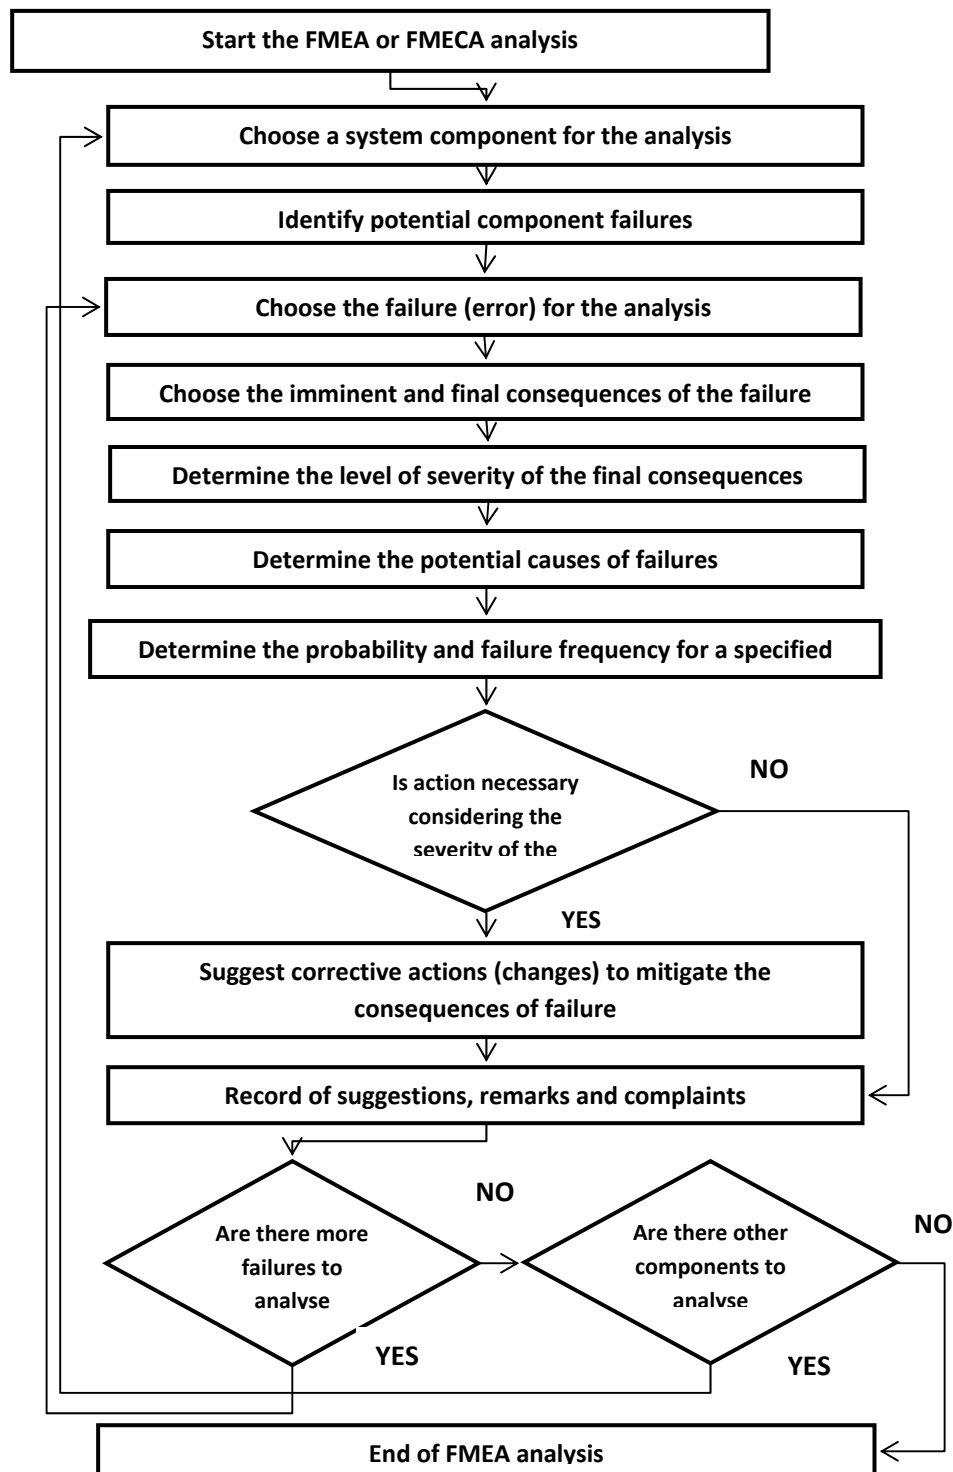 Start the FMEA or FMECA analysis
Choose a system component for the analysis
Identify potential component failures
Choose the failure (error) for the analysis
Choose the imminent and final consequences of the failure
Determine the level of severity of the final consequences
Determine the potential causes of failures
Determine the probability and failure frequency for a specified
NO
Is action necessary
considering the
severity of the
YES
Suggest corrective actions (changes) to mitigate the
consequences of failure
Record of suggestions, remarks and complaints
NO
NO
Are there more
failures to
analyse
Are there other
components to
analyse
YES
YES
End of FMEA analysis